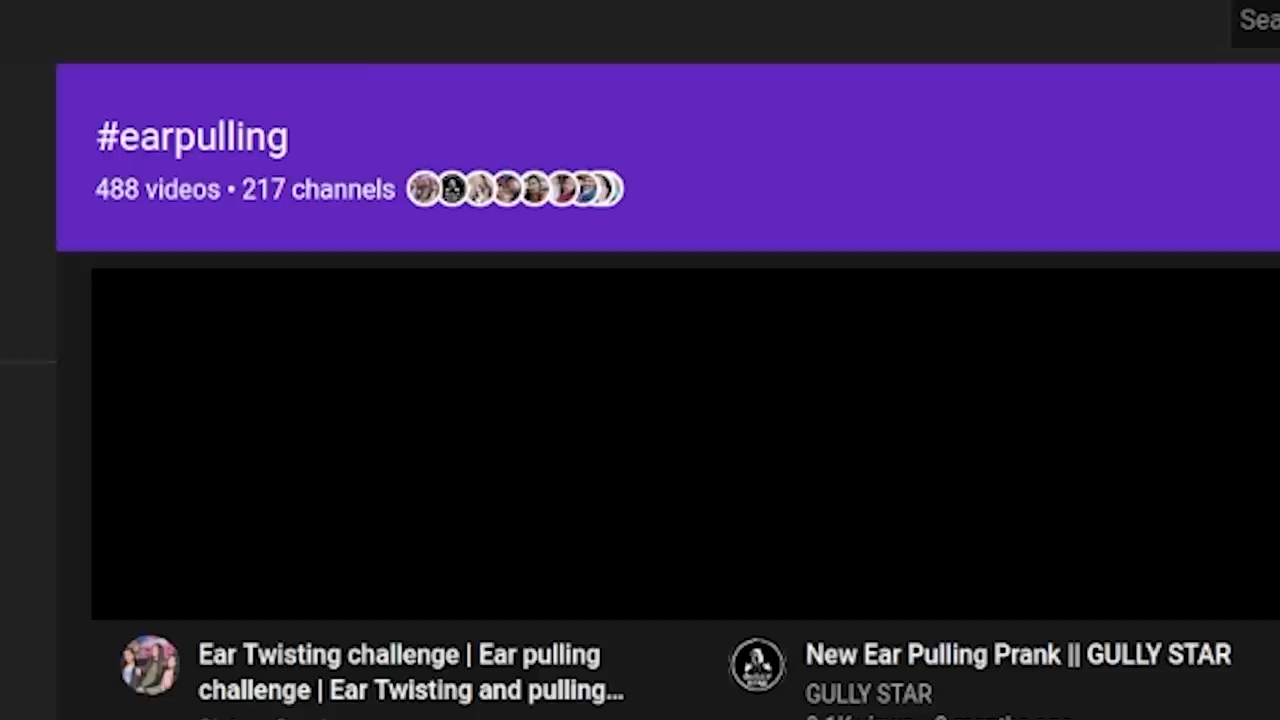 Sea
#earpulling
488 videos • 217 channels
Ear Twisting challenge | Ear pulling
challenge | Ear Twisting and pulling...
New Ear Pulling Prank || GULLY STAR
GULLY STAR